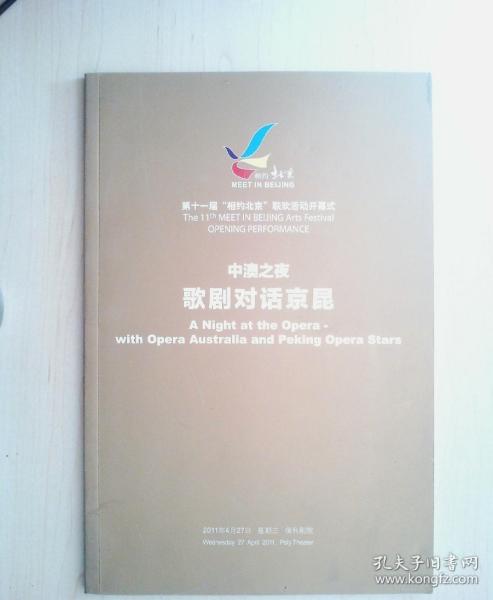 相约北京
MEET IN BEIJING
第十一届“相约北京”联欢活动开幕式
The 11th MEET IN BEIJING Arts Festival
OPENING PERFORMANCE
中澳之夜
歌剧对话京昆
A Night at the Opera -
with Opera Australia and Peking Opera Stars
2011年4月27日 星期三 保利剧院
Wednesday 27 April 2011, Poly Theater
孔夫子旧书网
www.kongfz.com